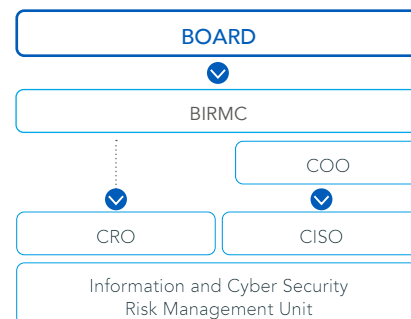 BOARD
BIRMC
COO
CRO
CISO
Information and Cyber Security
Risk Management Unit